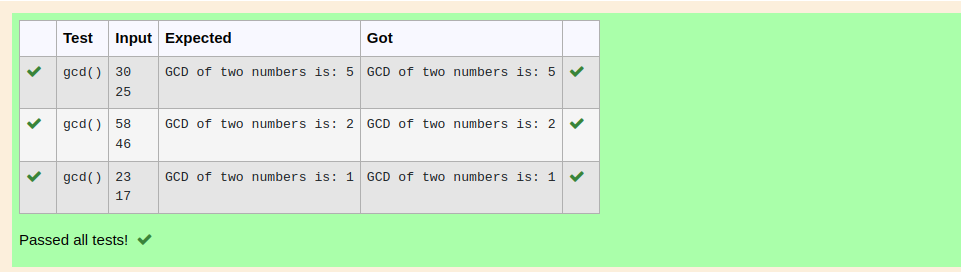 Test Input Expected Got
gcd() 30 GCD of two numbers is: 5 GCD of two numbers is: 5
25
gcd() 58 GCD of two numbers is: 2 GCD of two numbers is: 2
46
gcd() 23 GCD of two numbers is: 1 GCD of two numbers is: 1
17
Passed all tests!